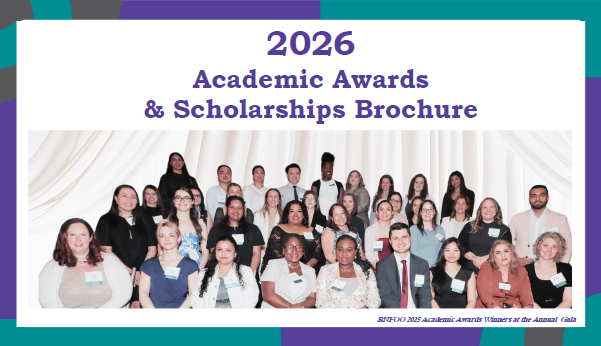 2026
Academic Awards
& Scholarships Brochure
RNFOO 2025 Academic Awards Winners at the Annual Gala